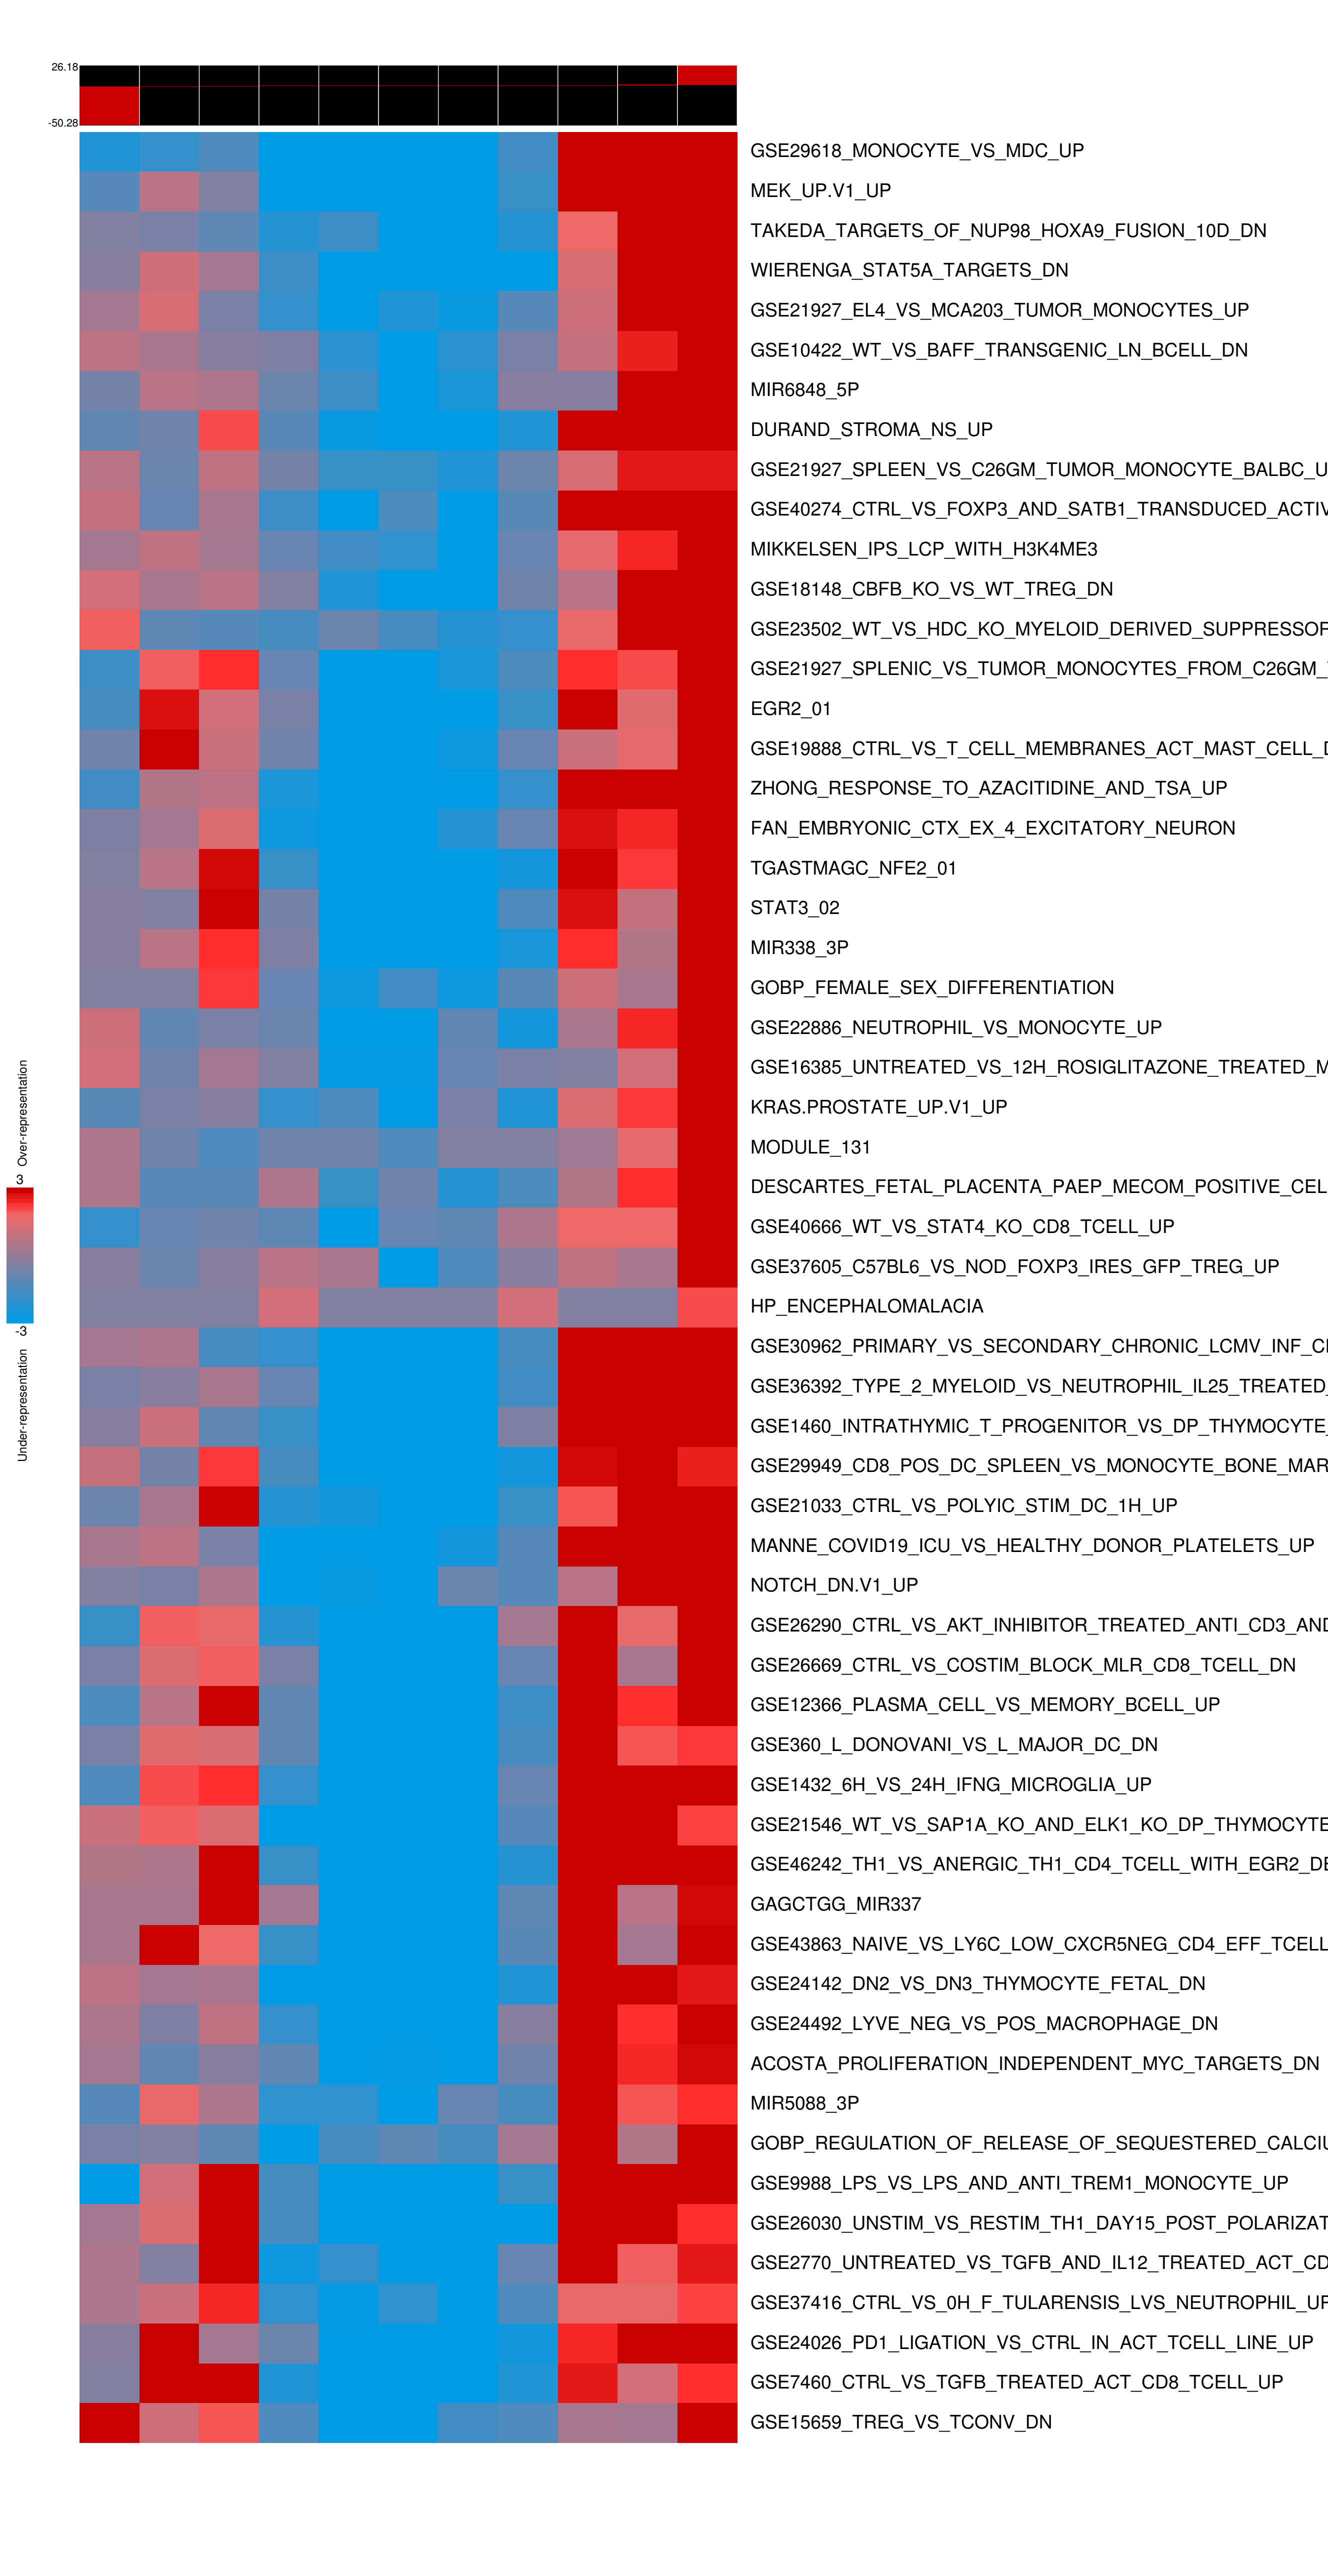 26.18
-50.28
GSE29618_MONOCYTE_VS_MDC_UP
MEK_UP.V1_UP
TAKEDA_TARGETS_OF_NUP98_HOXA9_FUSION_10D_DN
WIERENGA_STAT5A_TARGETS_DN
GSE21927_EL4_VS_MCA203_TUMOR_MONOCYTES_UP
GSE10422_WT_VS_BAFF_TRANSGENIC_LN_BCELL_DN
MIR6848_5P
DURAND_STROMA_NS_UP
GSE21927_SPLEEN_VS_C26GM_TUMOR_MONOCYTE_BALBC_U
GSE40274_CTRL_VS_FOXP3_AND_SATB1_TRANSDUCED_ACTIV
MIKKELSEN_IPS_LCP_WITH_H3K4ME3
GSE18148_CBFB_KO_VS_WT_TREG_DN
GSE23502_WT_VS_HDC_KO_MYELOID_DERIVED_SUPPRESSOR
GSE21927_SPLENIC_VS_TUMOR_MONOCYTES_FROM_C26GM_
EGR2_01
GSE19888_CTRL_VS_T_CELL_MEMBRANES_ACT_MAST_CELL_D
ZHONG_RESPONSE_TO_AZACITIDINE_AND_TSA_UP
FAN_EMBRYONIC_CTX_EX_4_EXCITATORY_NEURON
TGASTMAGC_NFE2_01
STAT3_02
MIR338_3P
GOBP_FEMALE_SEX_DIFFERENTIATION
GSE22886_NEUTROPHIL_VS_MONOCYTE_UP
GSE16385_UNTREATED_VS_12H_ROSIGLITAZONE_TREATED_M
KRAS.PROSTATE_UP.V1_UP
MODULE_131
DESCARTES_FETAL_PLACENTA_PAEP_MECOM_POSITIVE_CEL
GSE40666_WT_VS_STAT4_KO_CD8_TCELL_UP
GSE37605_C57BL6_VS_NOD_FOXP3_IRES_GFP_TREG_UP
HP_ENCEPHALOMALACIA
GSE30962_PRIMARY_VS_SECONDARY_CHRONIC_LCMV_INF_C
GSE36392_TYPE_2_MYELOID_VS_NEUTROPHIL_IL25_TREATED_
GSE1460_INTRATHYMIC_T_PROGENITOR_VS_DP_THYMOCYTE_
GSE29949_CD8_POS_DC_SPLEEN_VS_MONOCYTE_BONE_MAR
GSE21033_CTRL_VS_POLYIC_STIM_DC_1H_UP
MANNE_COVID19_ICU_VS_HEALTHY_DONOR_PLATELETS_UP
NOTCH_DN.V1_UP
GSE26290_CTRL_VS_AKT_INHIBITOR_TREATED_ANTI_CD3_AND
GSE26669_CTRL_VS_COSTIM_BLOCK_MLR_CD8_TCELL_DN
GSE12366_PLASMA_CELL_VS_MEMORY_BCELL_UP
GSE360_L_DONOVANI_VS_L_MAJOR_DC_DN
GSE1432_6H_VS_24H_IFNG_MICROGLIA_UP
GSE21546_WT_VS_SAP1A_KO_AND_ELK1_KO_DP_THYMOCYTE
GSE46242_TH1_VS_ANERGIC_TH1_CD4_TCELL_WITH_EGR2_DE
GAGCTGG_MIR337
GSE43863_NAIVE_VS_LY6C_LOW_CXCR5NEG_CD4_EFF_TCELL
GSE24142_DN2_VS_DN3_THYMOCYTE_FETAL_DN
GSE24492_LYVE_NEG_VS_POS_MACROPHAGE_DN
ACOSTA_PROLIFERATION_INDEPENDENT_MYC_TARGETS_DN
MIR5088_3P
GOBP_REGULATION_OF_RELEASE_OF_SEQUESTERED_CALCIU
GSE9988_LPS_VS_LPS_AND_ANTI_TREM1_MONOCYTE_UP
GSE26030_UNSTIM_VS_RESTIM_TH1_DAY15_POST_POLARIZAT
GSE2770_UNTREATED_VS_TGFB_AND_IL12_TREATED_ACT_CD
GSE37416_CTRL_VS_0H_F_TULARENSIS_LVS_NEUTROPHIL_UP
GSE24026_PD1_LIGATION_VS_CTRL_IN_ACT_TCELL_LINE_UP
GSE7460_CTRL_VS_TGFB_TREATED_ACT_CD8_TCELL_UP
GSE15659_TREG_VS_TCONV_DN
Over-representation
3
-3
Under-representation